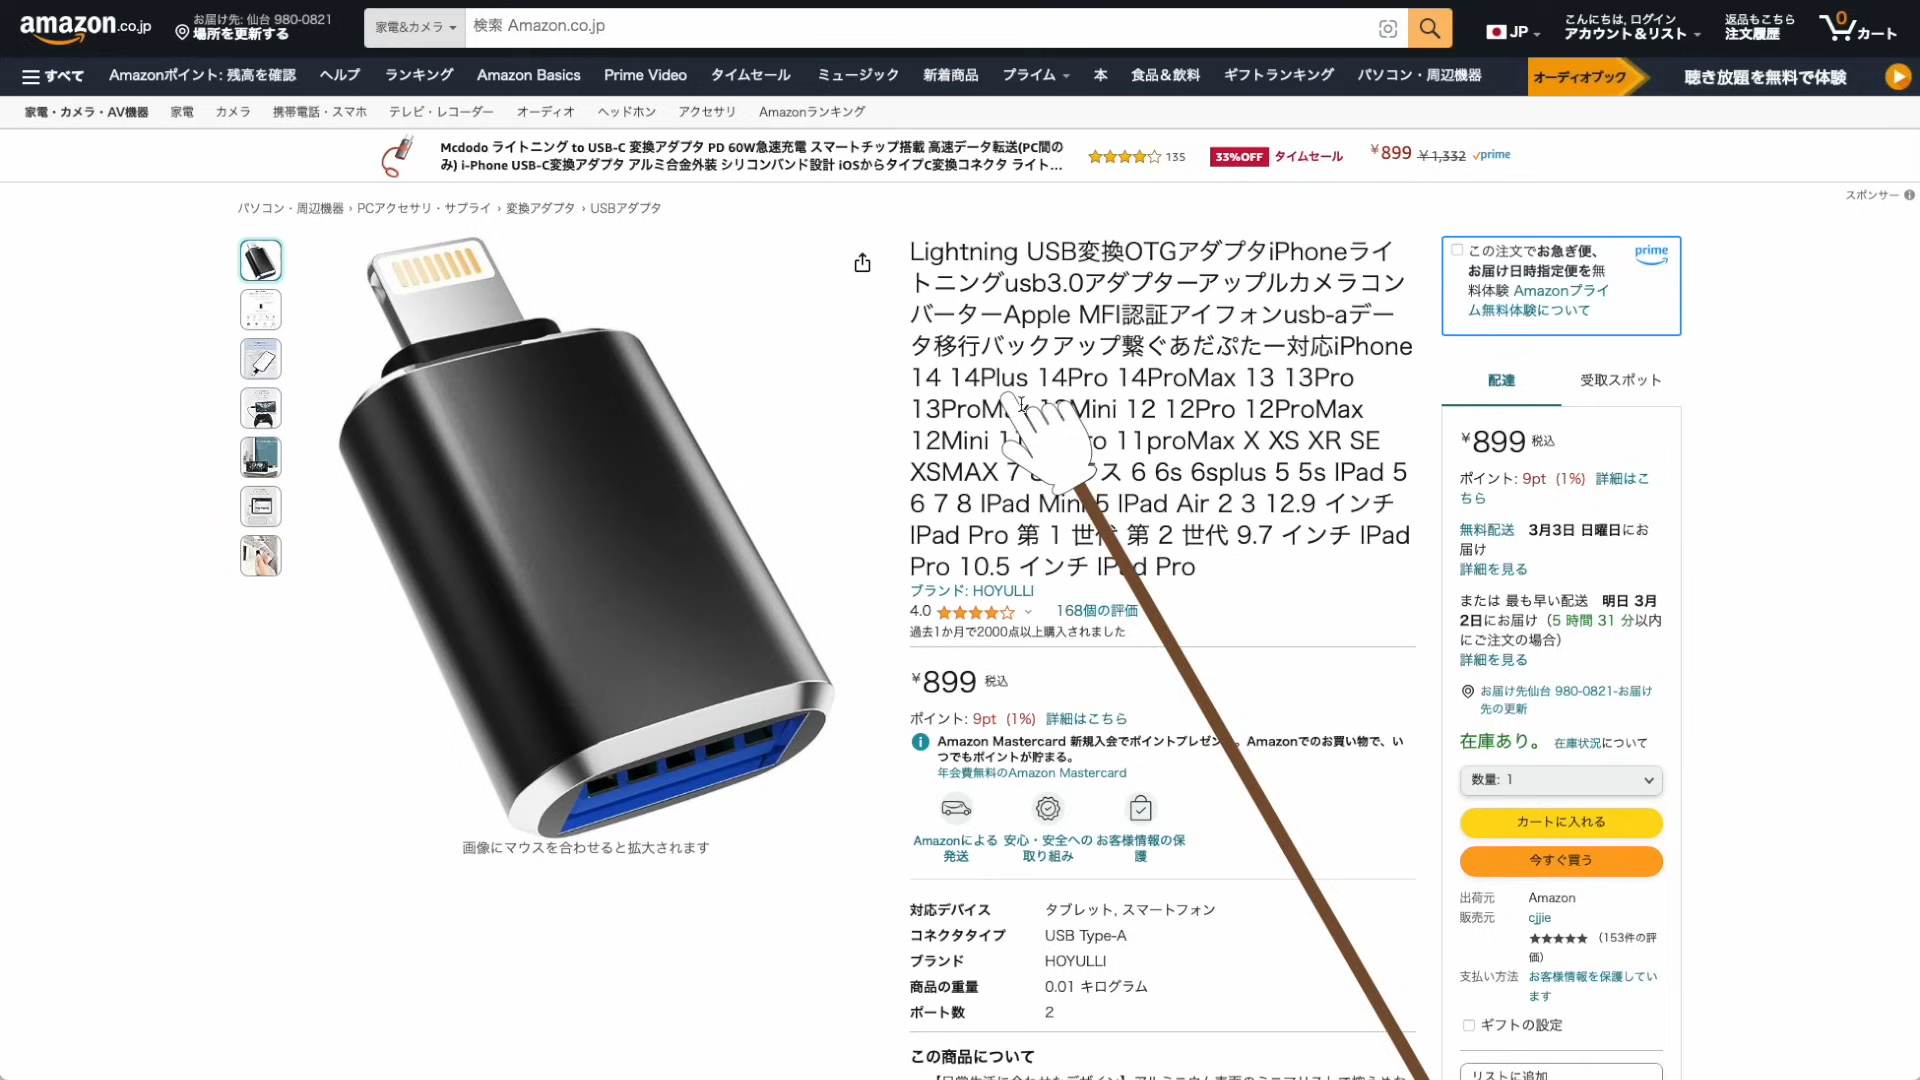 amazon.co.jp
お届け先: 仙台 980-0821
場所を更新する
家電&カメラ
検索 Amazon.co.jp
JP
こんにちは, ログイン
アカウント&リスト
返品もこちら
注文履歴
0
カート
すべて
Amazonポイント: 残高を確認
ヘルプ
ランキング
Amazon Basics
Prime Video
タイムセール
ミュージック
新着商品
プライム
本
食品&飲料
ギフトランキング
パソコン・周辺機器
オーディオブック
聴き放題を無料で体験
家電・カメラ・AV機器
家電
カメラ
携帯電話・スマホ
テレビ・レコーダー
オーディオ
ヘッドホン
アクセサリ
Amazonランキング
Mcdodo ライトニング to USB-C 変換アダプタ PD 60W急速充電 スマートチップ搭載 高速データ転送(PC間の
み) i-Phone USB-C変換アダプタ アルミ合金外装 シリコンバンド設計 iOSからタイプC変換コネクタ ライト...
135
33%OFF タイムセール
¥899 ¥1,332 prime
スポンサー
パソコン・周辺機器 › PCアクセサリ・サプライ › 変換アダプタ › USBアダプタ
画像にマウスを合わせると拡大されます
Lightning USB変換OTGアダプタiPhoneライ
トニングusb3.0アダプターアップルカメラコン
バーターApple MFI認証アイフォンusb-aデー
タ移行バックアップ繋ぐあだぷたー対応iPhone
14 14Plus 14Pro 14ProMax 13 13Pro
13ProM Mini 12 12Pro 12ProMax
12Mini 11proMax X XS XR SE
XSMAX 7 ス 6 6s 6splus 5 5s IPad 5
6 7 8 IPad Mini 5 IPad Air 2 3 12.9 インチ
IPad Pro 第 1 世代 第 2 世代 9.7 インチ IPad
Pro 10.5 インチ IPad Pro
ブランド: HOYULLI
4.0
168個の評価
過去1か月で2000点以上購入されました
¥899 税込
ポイント: 9pt (1%) 詳細はこちら
Amazon Mastercard 新規入会でポイントプレゼン 。Amazonでのお買い物で、い
つでもポイントが貯まる。
年会費無料のAmazon Mastercard
Amazonによる
発送
安心・安全への
取り組み
お客様情報の保
護
対応デバイス タブレット, スマートフォン
コネクタタイプ USB Type-A
ブランド HOYULLI
商品の重量 0.01 キログラム
ポート数 2
この商品について
この注文でお急ぎ便、
お届け日時指定便を無
料体験 Amazonプライ
ム無料体験について
prime
配達
受取スポット
¥899 税込
ポイント: 9pt (1%) 詳細はこ
ちら
無料配送 3月3日 日曜日にお
届け
詳細を見る
または 最も早い配送 明日 3月
2日にお届け（5 時間 31 分以内
にご注文の場合）
詳細を見る
お届け先仙台 980-0821-お届け
先の更新
在庫あり。 在庫状況について
数量: 1
カートに入れる
今すぐ買う
出荷元 Amazon
販売元 cjjie
★★★★★ （153件の評
価）
支払い方法 お客様情報を保護してい
ます
ギフトの設定
リストに追加